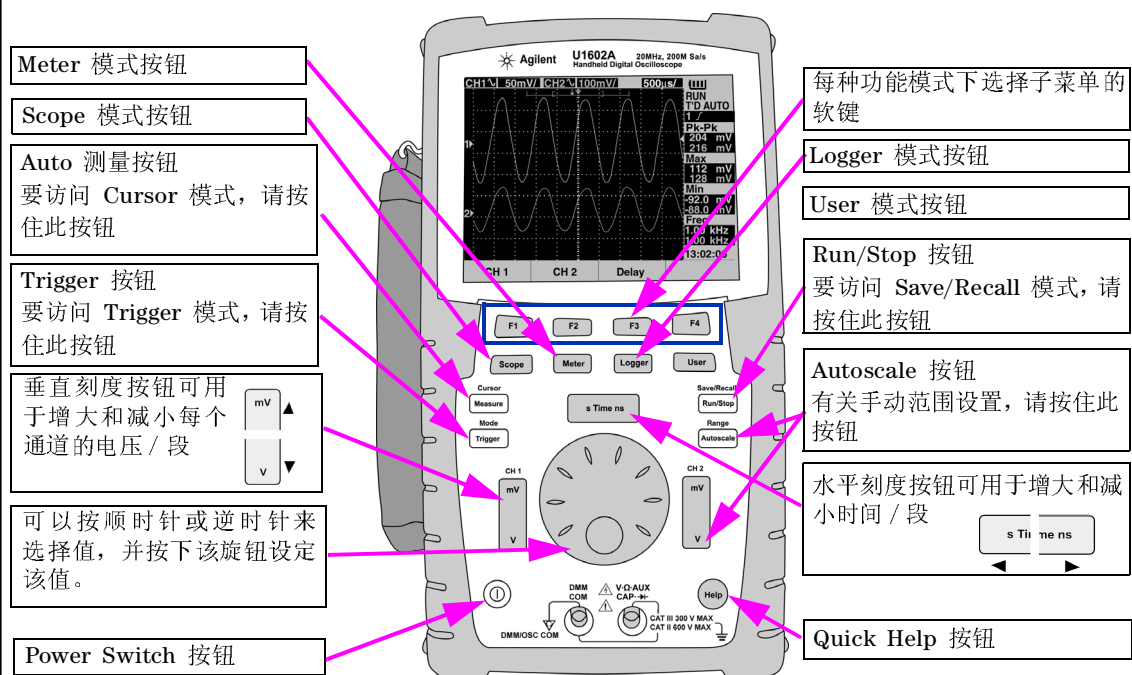 Meter 模式按钮
Scope 模式按钮
Auto 测量按钮
要访问 Cursor 模式，请按
住此按钮
Trigger 按钮
要访问 Trigger 模式，请按
住此按钮
垂直刻度按钮可用
于增大和减小每个
通道的电压 / 段
mV
V
可以按顺时针或逆时针来
选择值，并按下该旋钮设定
该值。
Power Switch 按钮
Agilent U1602A 20MHz, 200M Sa/s
Handheld Digital Oscilloscope
CH1 50mV/ CH2 100mV/ 500µs/
RUN
T'D AUTO
1
Pk-Pk
204 mV
216 mV
Max
112 mV
128 mV
Min
-92.0 mV
-88.0 mV
Freq
1.00 kHz
1.00 kHz
1
2
CH 1 CH 2 Delay
F1 F2 F3 F4
Scope Meter Logger User
Cursor
Measure
Mode
Trigger
s Time ns
Save/Recall
Run/Stop
Range
Autoscale
CH 1
mV
V
CH 2
mV
V
DMM
COM
V·Ω·AUX
CAP·
Help
CAT III 300 V MAX
CAT II 600 V MAX
DMM/OSC COM
每种功能模式下选择子菜单的
软键
Logger 模式按钮
User 模式按钮
Run/Stop 按钮
要访问 Save/Recall 模式，请
按住此按钮
Autoscale 按钮
有关手动范围设置，请按住此
按钮
水平刻度按钮可用于增大和减
小时间 / 段
s Time ns
Quick Help 按钮